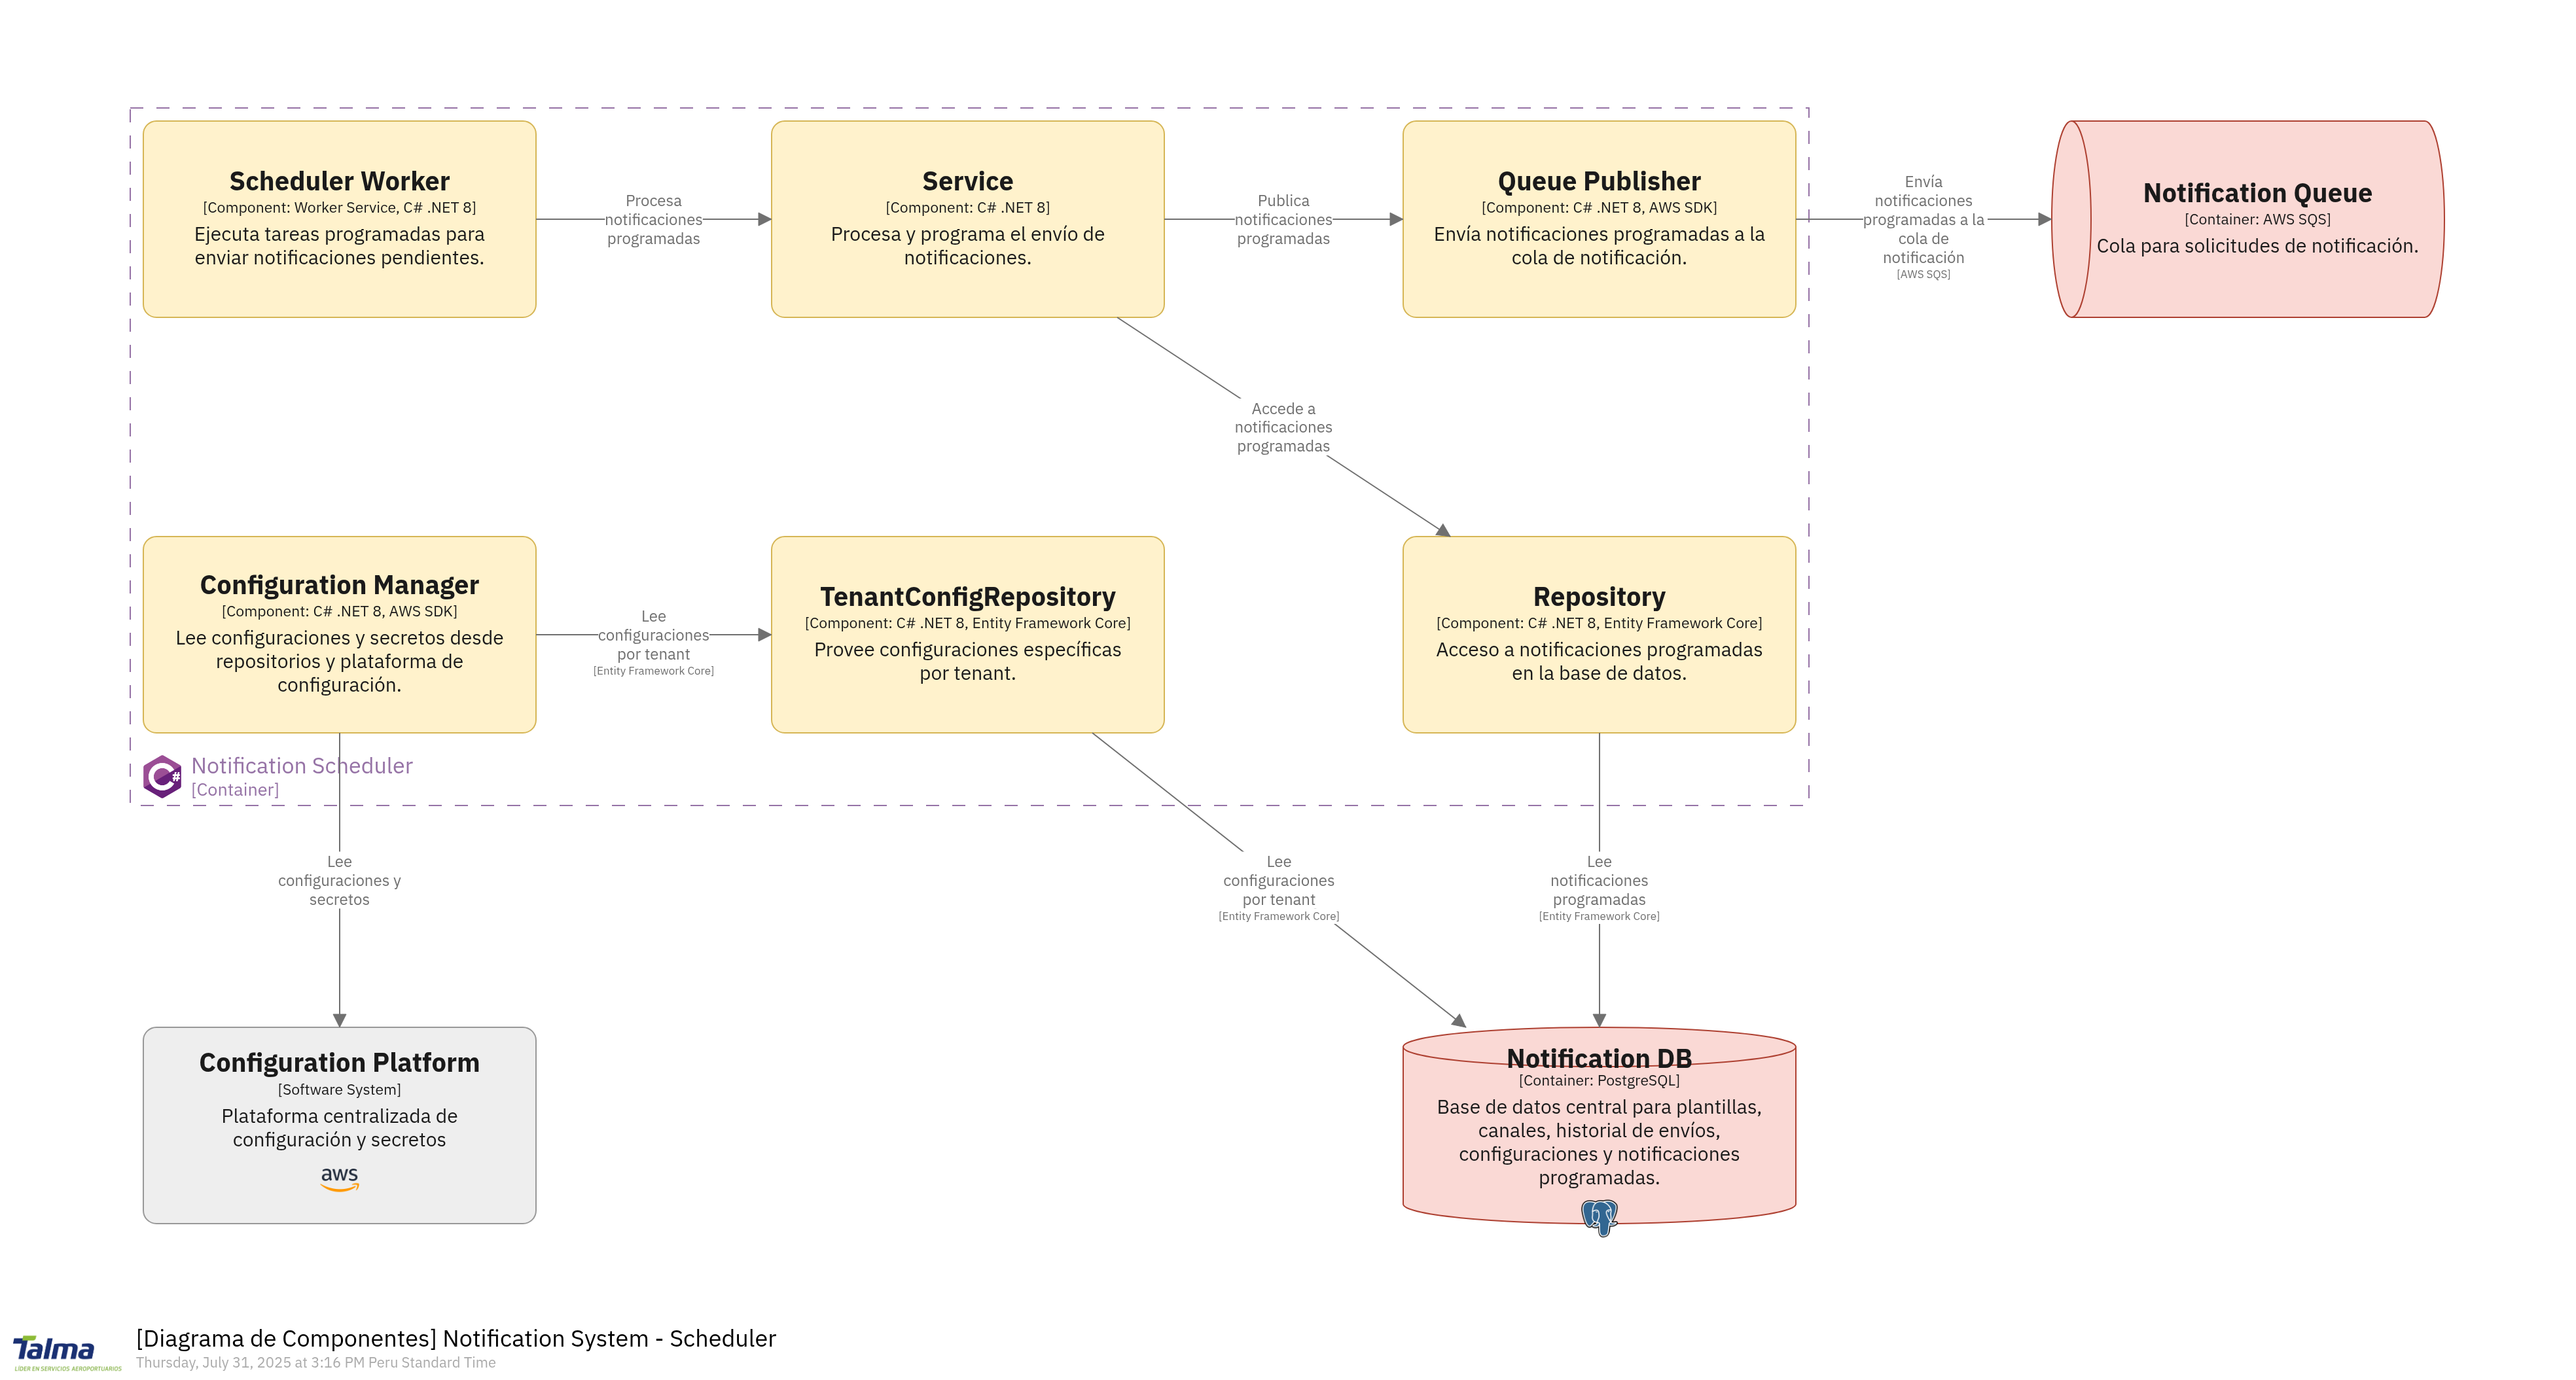 Scheduler Worker
[Component: Worker Service, C# .NET 8]
Ejecuta tareas programadas para
enviar notificaciones pendientes.
Procesa
notificaciones
programadas
Service
[Component: C# .NET 8]
Procesa y programa el envío de
notificaciones.
Publica
notificaciones
programadas
Queue Publisher
[Component: C# .NET 8, AWS SDK]
Envía notificaciones programadas a la
cola de notificación.
Envía
notificaciones
programadas a la
cola de
notificación
[AWS SQS]
Notification Queue
[Container: AWS SQS]
Cola para solicitudes de notificación.
Accede a
notificaciones
programadas
Configuration Manager
[Component: C# .NET 8, AWS SDK]
Lee configuraciones y secretos desde
repositorios y plataforma de
configuración.
Lee
configuraciones
por tenant
[Entity Framework Core]
TenantConfigRepository
[Component: C# .NET 8, Entity Framework Core]
Provee configuraciones específicas
por tenant.
Repository
[Component: C# .NET 8, Entity Framework Core]
Acceso a notificaciones programadas
en la base de datos.
C#
Notification Scheduler
[Container]
Lee
configuraciones y
secretos
Lee
configuraciones
por tenant
[Entity Framework Core]
Lee
notificaciones
programadas
[Entity Framework Core]
Configuration Platform
[Software System]
Plataforma centralizada de
configuración y secretos
aws
Notification DB
[Container: PostgreSQL]
Base de datos central para plantillas,
canales, historial de envíos,
configuraciones y notificaciones
programadas.
Talma
LÍDER EN SERVICIOS AEROPORTUARIOS
[Diagrama de Componentes] Notification System - Scheduler
Thursday, July 31, 2025 at 3:16 PM Peru Standard Time